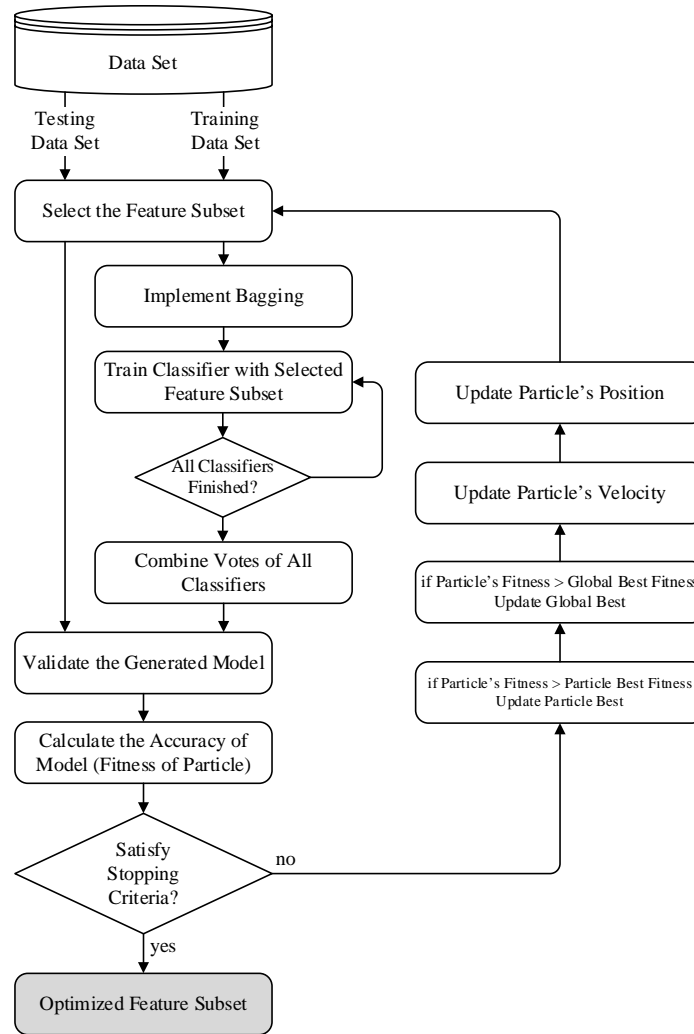 Data Set
Testing
Data Set
Training
Data Set
Select the Feature Subset
Implement Bagging
Train Classifier with Selected
Feature Subset
All Classifiers
Finished?
Combine Votes of All
Classifiers
Validate the Generated Model
Calculate the Accuracy of
Model (Fitness of Particle)
Satisfy
Stopping
Criteria?
no
yes
Optimized Feature Subset
Update Particle's Position
Update Particle's Velocity
if Particle's Fitness > Global Best Fitness
Update Global Best
if Particle's Fitness > Particle Best Fitness
Update Particle Best